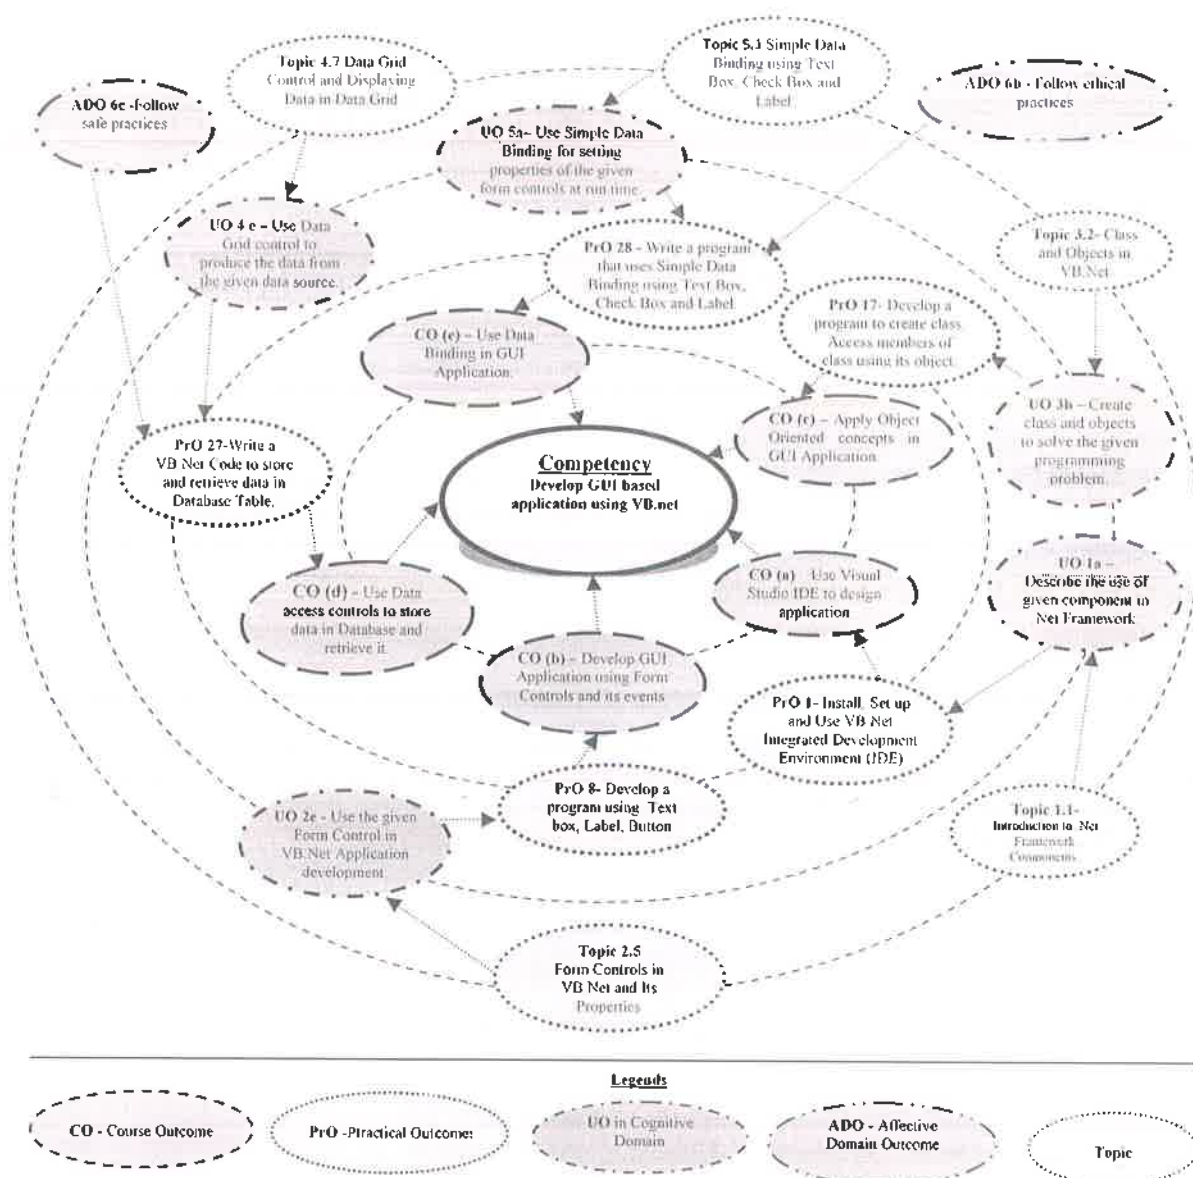 Topic 4.7 Data Grid
Control and Displaying
Data in Data Grid
Topic 5.1 Simple Data
Binding using Text
Box, Check Box and
Label
ADO 6c -Follow
safe practices
ADO 6b - Follow ethical
practices
UO 5a– Use Simple Data
Binding for setting
properties of the given
form controls at run time.
UO 4 e – Use Data
Grid control to
produce the data from
the given data source.
PrO 28 - Write a program
that uses Simple Data
Binding using Text Box,
Check Box and Label
Topic 3.2- Class
and Objects in
VB.Net
PrO 17- Develop a
program to create class
Access members of
class using its object.
CO (e) – Use Data
Binding in GUI
Application.
UO 3b – Create
class and objects
to solve the given
programming
problem.
CO (c) – Apply Object
Oriented concepts in
GUI Application
PrO 27-Write a
VB Net Code to store
and retrieve data in
Database Table.
Competency
Develop GUI based
application using VB.net
UO 1a –
Describe the use of
given component in
Net Framework
CO (a) – Use Visual
Studio IDE to design
application
CO (d) – Use Data
access controls to store
data in Database and
retrieve it
CO (b) – Develop GUI
Application using Form
Controls and its events
PrO 1- Install, Set up
and Use VB Net
Integrated Development
Environment (IDE)
PrO 8- Develop a
program using Text
box, Label, Button
UO 2e - Use the given
Form Control in
VB.Net Application
development
Topic 1.1-
Introduction to .Net
Framework
Components
Topic 2.5
Form Controls in
VB Net and Its
Properties
Legends
CO - Course Outcome
PrO -Practical Outcome:
UO in Cognitive
Domain
ADO - Affective
Domain Outcome
Topic